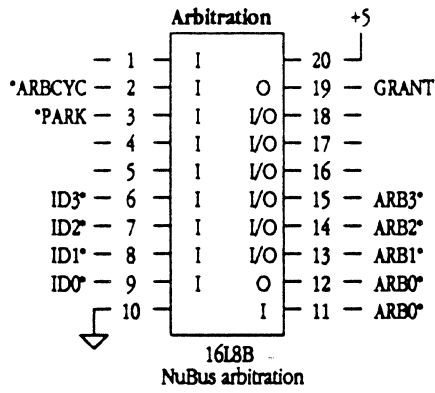 Arbitration +5
1 I 20
*ARBCYC 2 I O 19 GRANT
*PARK 3 I I/O 18
4 I I/O 17
5 I I/O 16
ID3* 6 I I/O 15 ARB3*
ID2* 7 I I/O 14 ARB2*
ID1* 8 I I/O 13 ARB1*
ID0* 9 I O 12 ARB0*
10 I 11 ARB0*
16L8B
NuBus arbitration